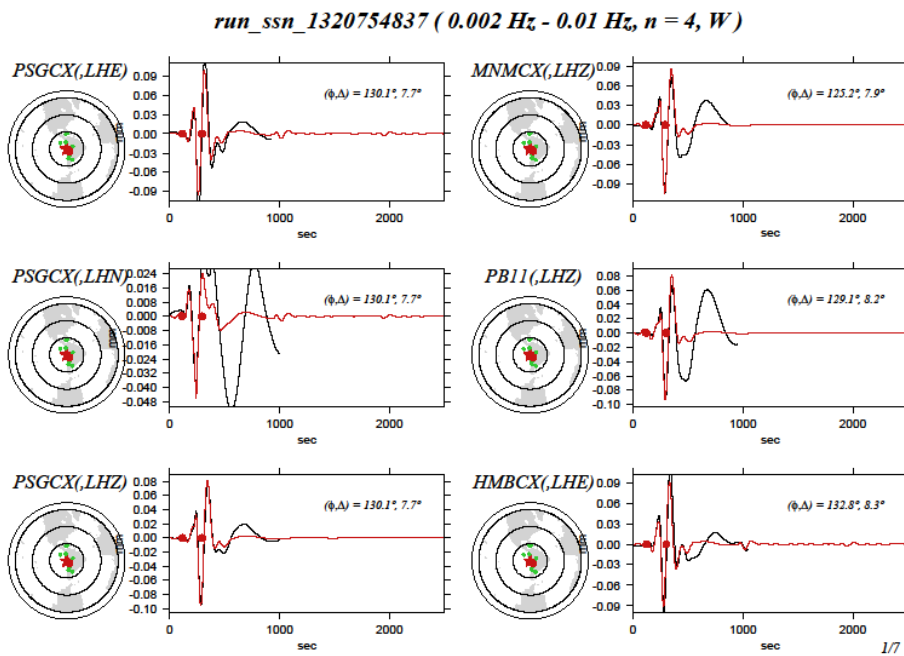 run_ssn_1320754837 ( 0.002 Hz - 0.01 Hz, n = 4, W )
PSGCX(,LHE)
mm
0.09
0.06
0.03
0.00
-0.03
-0.06
-0.09
(ϕ,Δ) = 130.1°, 7.7°
0 1000 2000
sec
MNMCX(,LHZ)
mm
0.09
0.06
0.03
0.00
-0.03
-0.06
-0.09
(ϕ,Δ) = 125.2°, 7.9°
0 1000 2000
sec
PSGCX(,LHN)
mm
0.024
0.016
0.008
0.000
-0.008
-0.016
-0.024
-0.032
-0.040
-0.048
(ϕ,Δ) = 130.1°, 7.7°
0 1000 2000
sec
PB11(,LHZ)
mm
0.08
0.06
0.04
0.02
0.00
-0.02
-0.04
-0.06
-0.08
-0.10
(ϕ,Δ) = 129.1°, 8.2°
0 1000 2000
sec
PSGCX(,LHZ)
mm
0.08
0.06
0.04
0.02
0.00
-0.02
-0.04
-0.06
-0.08
-0.10
(ϕ,Δ) = 130.1°, 7.7°
0 1000 2000
sec
HMBCX(,LHE)
mm
0.09
0.06
0.03
0.00
-0.03
-0.06
-0.09
(ϕ,Δ) = 132.8°, 8.3°
0 1000 2000
sec
1/7